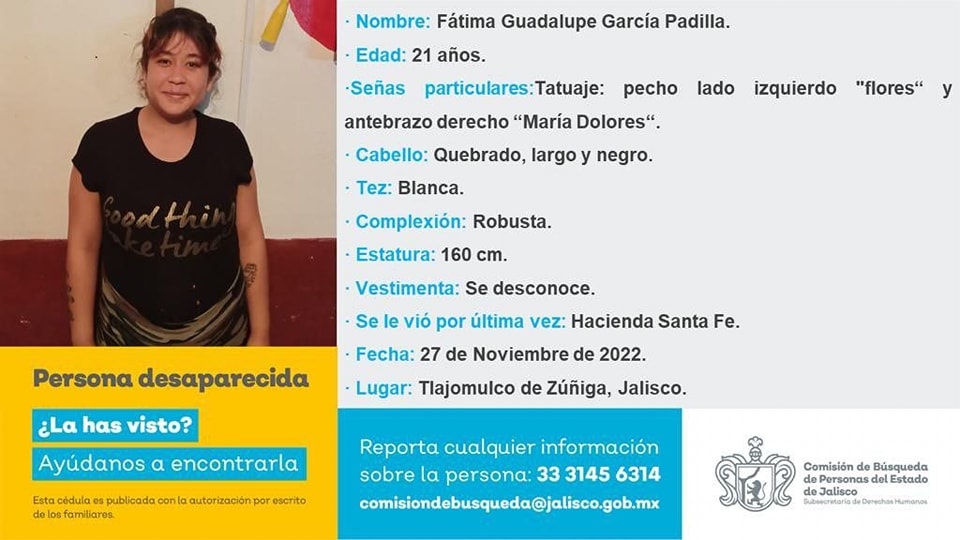 Good thin
ake time
Persona desaparecida
¿La has visto?
Ayúdanos a encontrarla
Esta cédula es publicada con la autorización por escrito
de los familiares.
· Nombre: Fátima Guadalupe García Padilla.
· Edad: 21 años.
·Señas particulares:Tatuaje: pecho lado izquierdo "flores“ y
antebrazo derecho “María Dolores“.
· Cabello: Quebrado, largo y negro.
· Tez: Blanca.
· Complexión: Robusta.
· Estatura: 160 cm.
· Vestimenta: Se desconoce.
· Se le vió por última vez: Hacienda Santa Fe.
· Fecha: 27 de Noviembre de 2022.
· Lugar: Tlajomulco de Zúñiga, Jalisco.
Reporta cualquier información
sobre la persona: 33 3145 6314
comisiondebusqueda@jalisco.gob.mx
Comisión de Búsqueda
de Personas del Estado
de Jalisco
Subsecretaría de Derechos Humanos